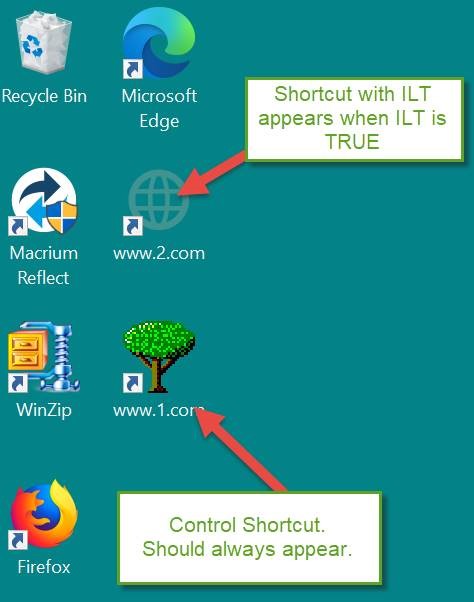 Recycle Bin
Microsoft
Edge
Shortcut with ILT
appears when ILT is
TRUE
Macrium
Reflect
www.2.com
WinZip
www.1.com
Control Shortcut.
Should always appear.
Firefox